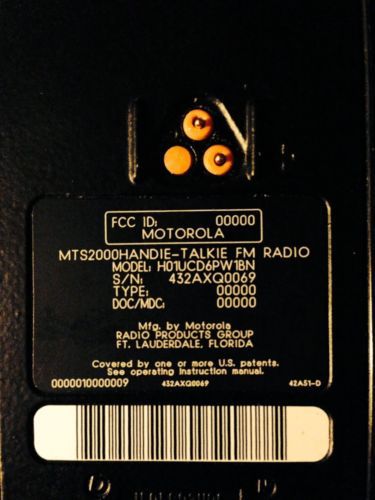 FCC ID: 00000
MOTOROLA
MTS2000HANDIE-TALKIE FM RADIO
MODEL: H01UCD6PW1BN
S/N: 432AXQ0069
TYPE: 00000
DOC/MDC: 00000
Mfg. by Motorola
RADIO PRODUCTS GROUP
FT. LAUDERDALE, FLORIDA
Covered by one or more U.S. patents.
See operating instruction manual.
0000010000009 432AXQ0069 42A51-D